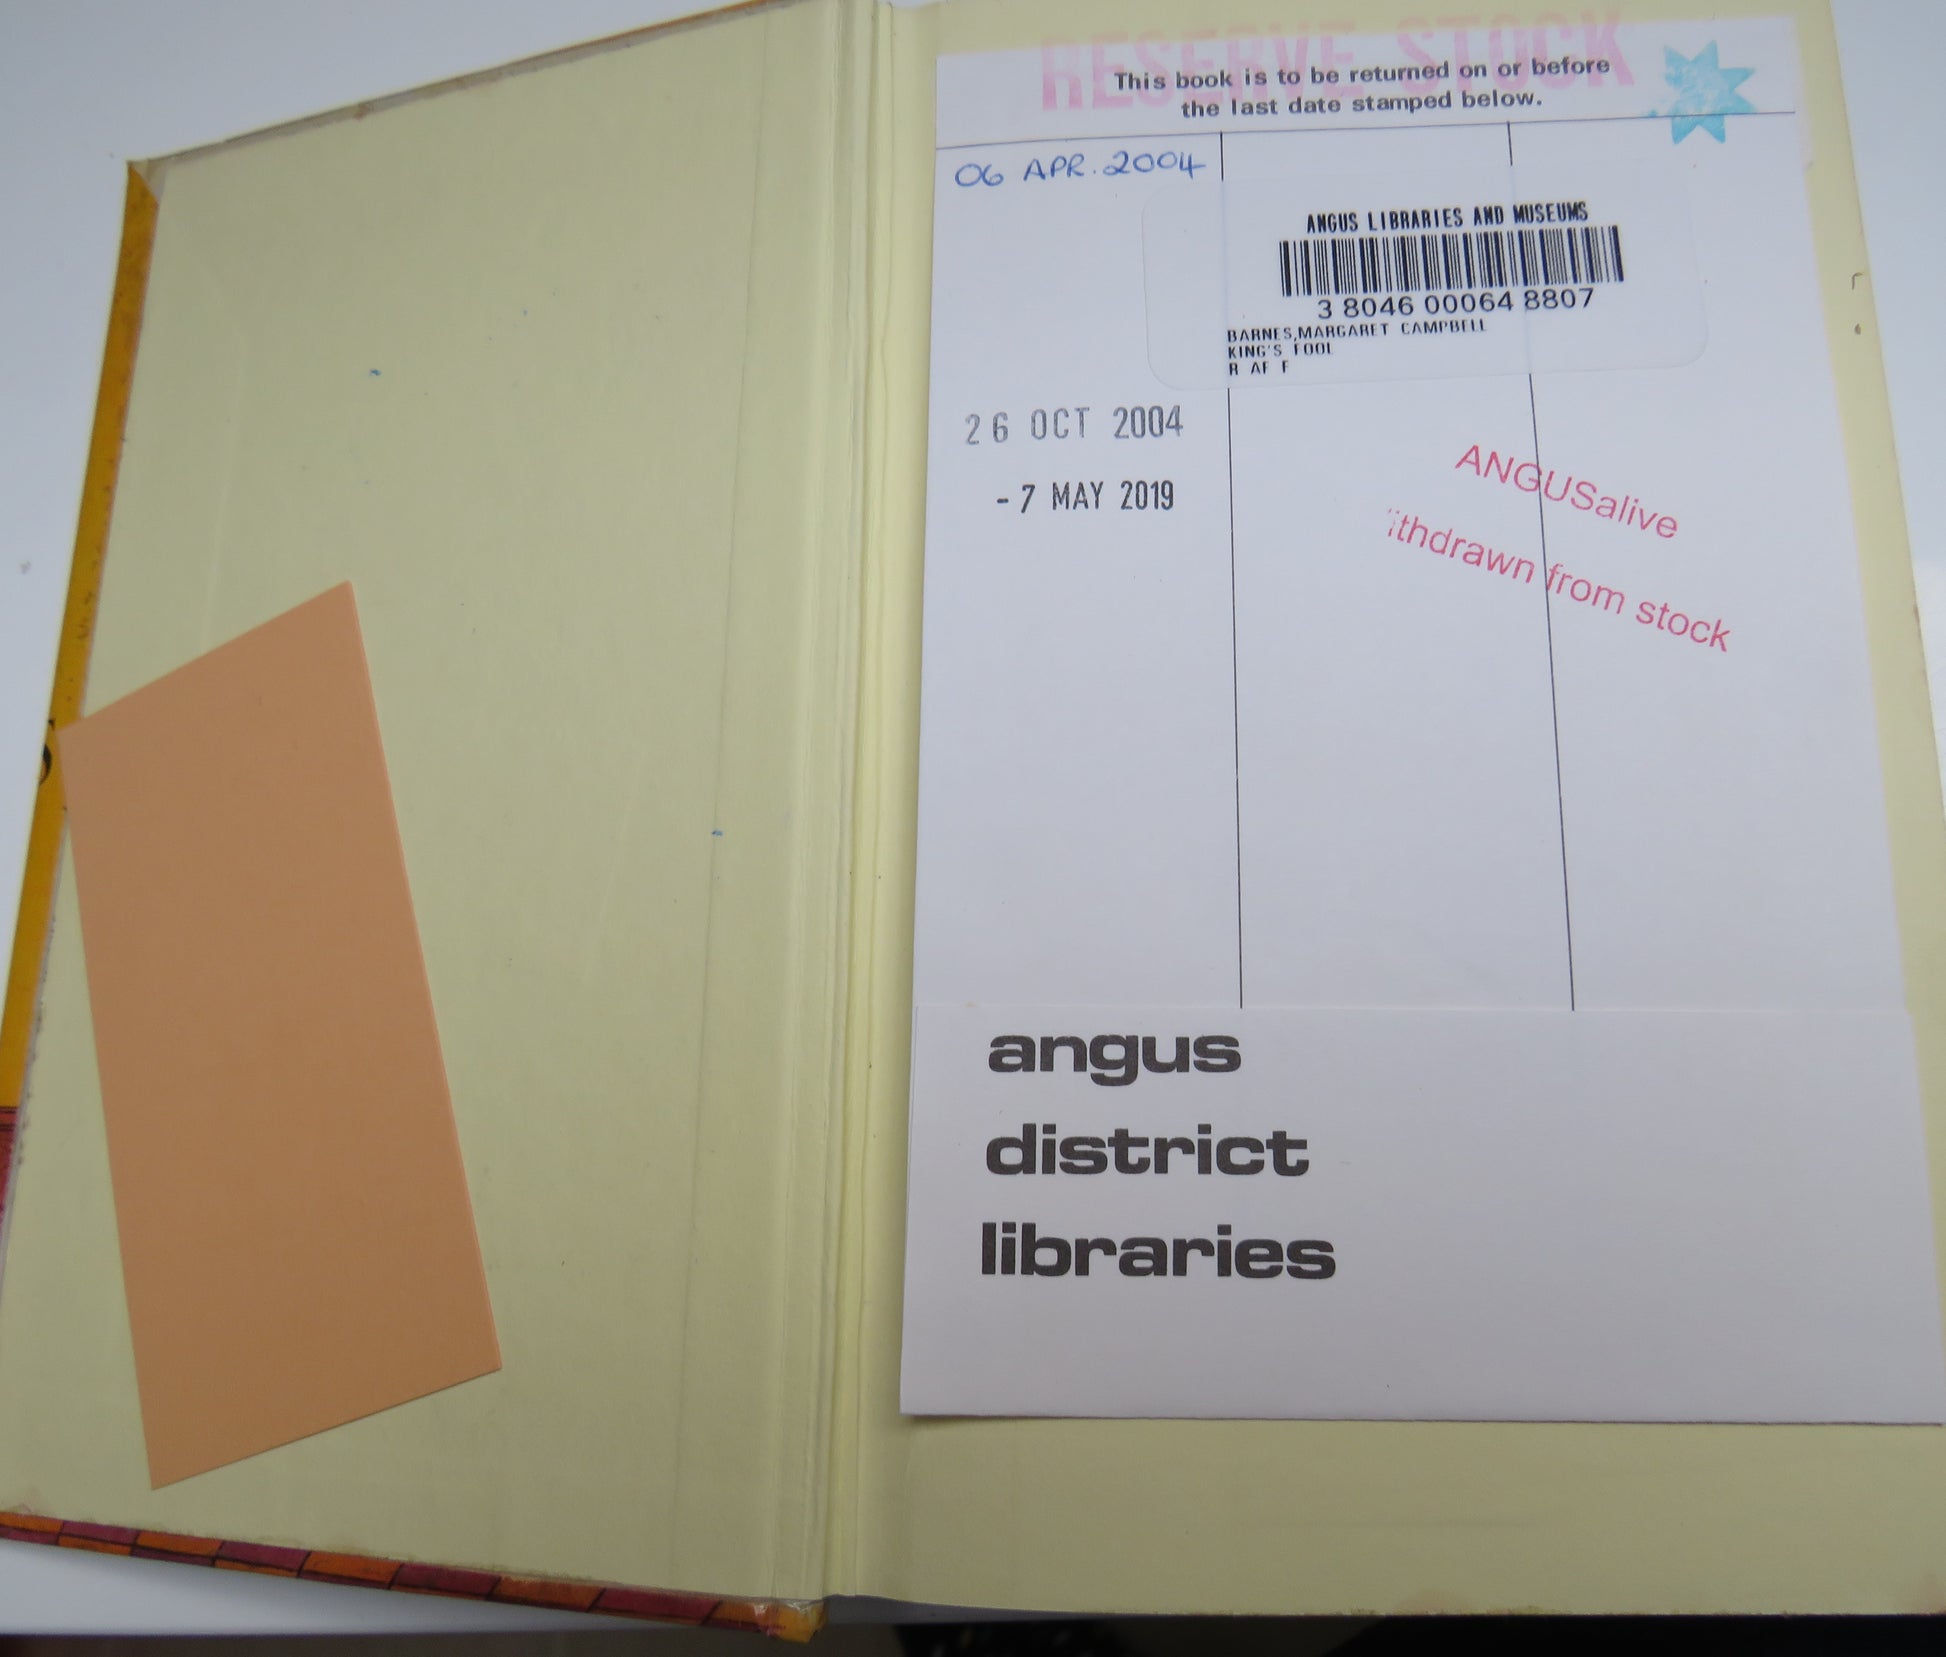 RESERVE STOCK
This book is to be returned on or before
the last date stamped below.
06 APR. 2004
ANGUS LIBRARIES AND MUSEUMS
3 8046 00064 8807
BARNES,MARGARET CAMPBELL
KING'S FOOL
R AF F
26 OCT 2004
- 7 MAY 2019
ANGUSalive
ithdrawn from stock
angus
district
libraries